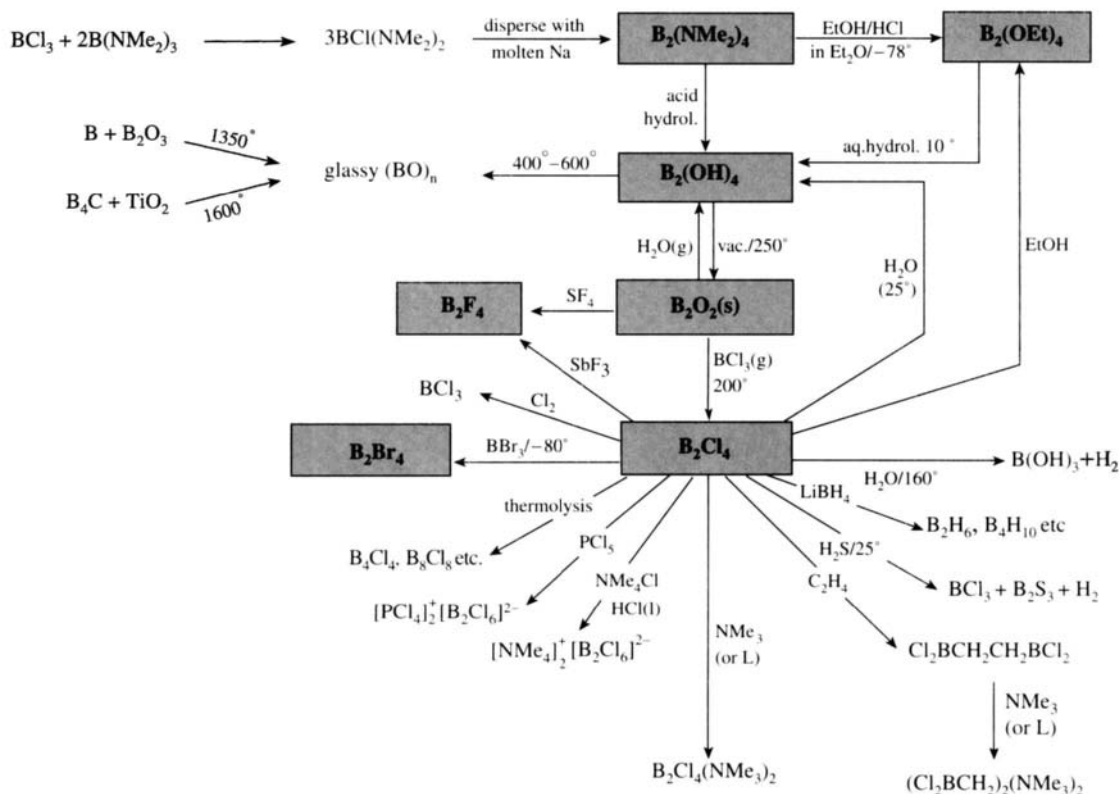 BCl₃ + 2B(NMe₂)₃
3BCl(NMe₂)₂
disperse with
molten Na
B₂(NMe₂)₄
EtOH/HCl
in Et₂O/−78°
B₂(OEt)₄
acid
hydrol.
B + B₂O₃
1350°
B₄C + TiO₂
1600°
glassy (BO)ₙ
400°−600°
B₂(OH)₄
aq.hydrol. 10 °
H₂O(g)
vac./250°
H₂O
(25°)
EtOH
B₂F₄
SF₄
B₂O₂(s)
SbF₃
BCl₃(g)
200°
BCl₃
Cl₂
B₂Br₄
BBr₃/−80°
B₂Cl₄
H₂O/160°
B(OH)₃+H₂
thermolysis
LiBH₄
B₂H₆, B₄H₁₀ etc
B₄Cl₄. B₈Cl₈ etc.
PCl₅
H₂S/25°
[PCl₄]₂⁺[B₂Cl₆]²⁻
NMe₄Cl
HCl(l)
C₂H₄
BCl₃ + B₂S₃ + H₂
[NMe₄]₂⁺[B₂Cl₆]²⁻
NMe₃
(or L)
Cl₂BCH₂CH₂BCl₂
NMe₃
(or L)
B₂Cl₄(NMe₃)₂
(Cl₂BCH₂)₂(NMe₃)₂